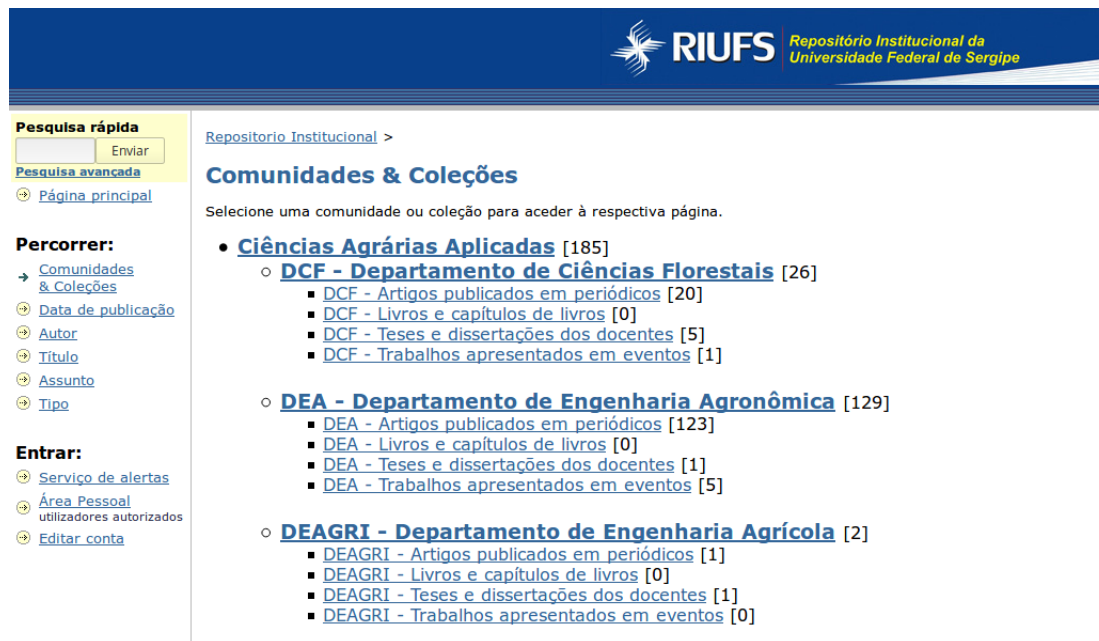 RIUFS
Repositório Institucional da
Universidade Federal de Sergipe
Pesquisa rápida
Enviar
Pesquisa avançada
Página principal
Percorrer:
Comunidades
& Coleções
Data de publicação
Autor
Título
Assunto
Tipo
Entrar:
Serviço de alertas
Área Pessoal
utilizadores autorizados
Editar conta
Repositorio Institucional >
Comunidades & Coleções
Selecione uma comunidade ou coleção para aceder à respectiva página.
Ciências Agrárias Aplicadas [185]
DCF - Departamento de Ciências Florestais [26]
DCF - Artigos publicados em periódicos [20]
DCF - Livros e capítulos de livros [0]
DCF - Teses e dissertações dos docentes [5]
DCF - Trabalhos apresentados em eventos [1]
DEA - Departamento de Engenharia Agronômica [129]
DEA - Artigos publicados em periódicos [123]
DEA - Livros e capítulos de livros [0]
DEA - Teses e dissertações dos docentes [1]
DEA - Trabalhos apresentados em eventos [5]
DEAGRI - Departamento de Engenharia Agrícola [2]
DEAGRI - Artigos publicados em periódicos [1]
DEAGRI - Livros e capítulos de livros [0]
DEAGRI - Teses e dissertações dos docentes [1]
DEAGRI - Trabalhos apresentados em eventos [0]